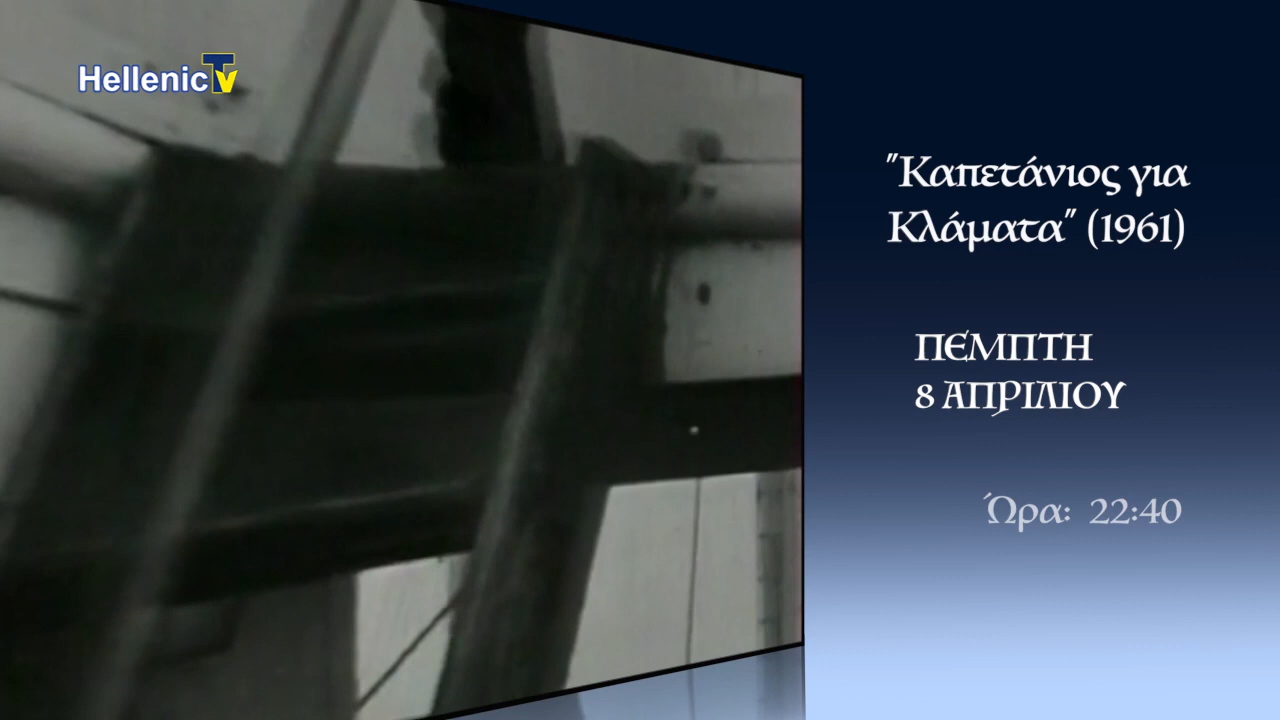 HellenicTV
"Καπετάνιος για
Κλάματα" (1961)
ΠΕΜΠΤΗ
8 ΑΠΡΙΛΙΟΥ
Ώρα: 22:40